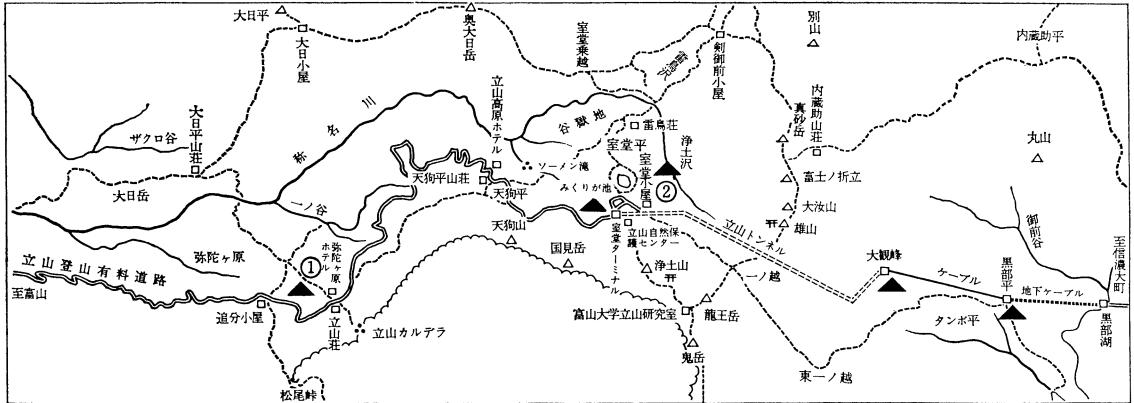 大日平
大日小屋
奥大日岳
室堂乗越
雷鳥沢
剣御前小屋
別山
内蔵助平
大日平山荘
ザクロ谷
称名川
立山高原ホテル
地獄谷
雷鳥荘
浄土沢
真砂岳
内蔵助山荘
丸山
大日岳
一ノ谷
天狗平山荘
天狗平
ソーメン滝
室堂平
みくりが池
室堂小屋
②
富士ノ折立
大汝山
雄山
御前谷
弥陀ヶ原
①
弥陀ヶ原ホテル
天狗山
国見岳
室堂ターミナル
立山自然保護センター
浄土山
立山トンネル
一ノ越
大観峰
ケーブル
黒部平
地下ケーブル
至信濃大町
黒部湖
立山登山有料道路
至富山
追分小屋
立山荘
立山カルデラ
富山大学立山研究室
龍王岳
鬼岳
タンボ平
東一ノ越
松尾峠